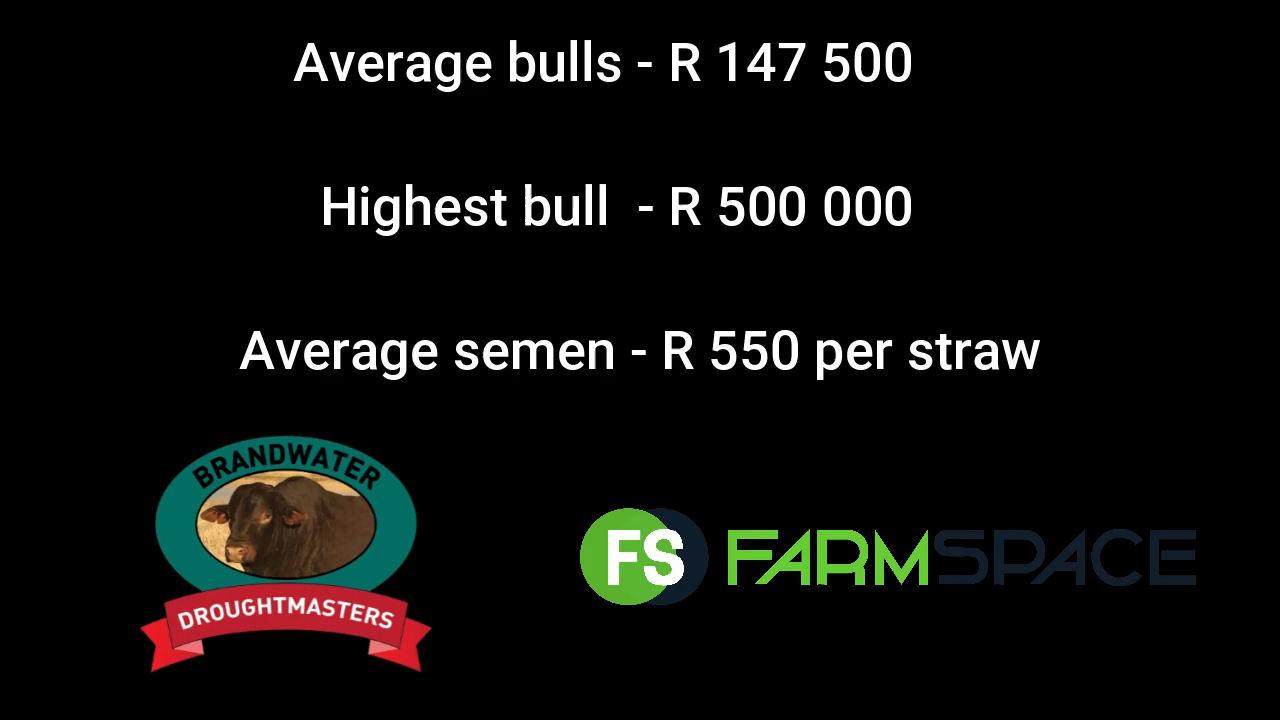 Average bulls - R 147 500
Highest bull  - R 500 000
Average semen - R 550 per straw
BRANDWATER
DROUGHTMASTERS
FS FARMSPACE